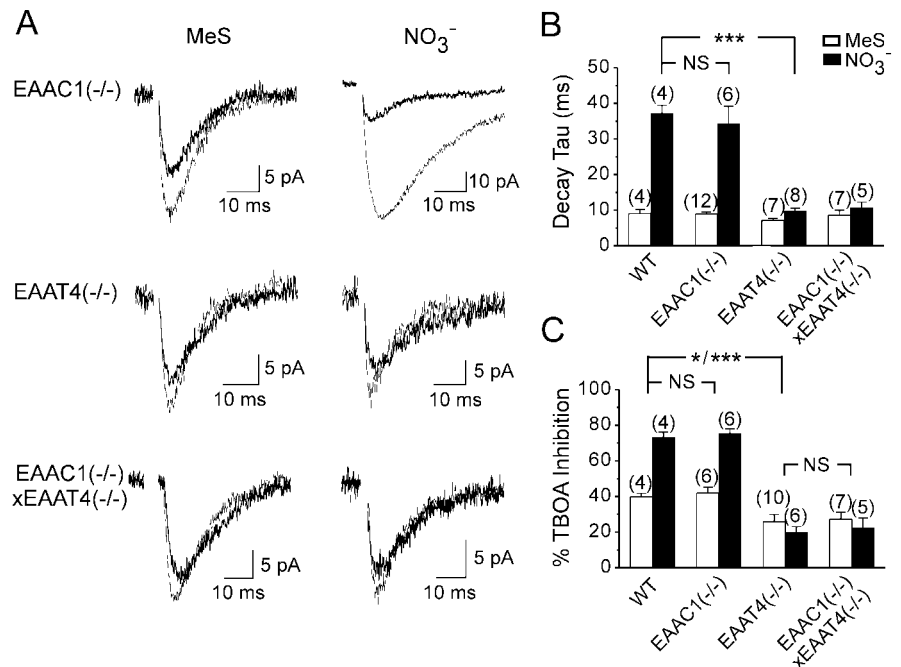 A
MeS
NO₃⁻
EAAC1(-/-)
5 pA
10 ms
10 pA
10 ms
EAAT4(-/-)
5 pA
10 ms
5 pA
10 ms
EAAC1(-/-)
xEAAT4(-/-)
5 pA
10 ms
5 pA
10 ms
B
***
MeS
NO₃⁻
NS
Decay Tau (ms)
50
40
30
20
10
0
(4)
(4)
(12)
(6)
(7)
(8)
(7)
(5)
WT
EAAC1(-/-)
EAAT4(-/-)
EAAC1(-/-)
xEAAT4(-/-)
C
*/***
NS
NS
% TBOA Inhibition
100
80
60
40
20
0
(4)
(4)
(6)
(6)
(10)
(6)
(7)
(5)
WT
EAAC1(-/-)
EAAT4(-/-)
EAAC1(-/-)
xEAAT4(-/-)